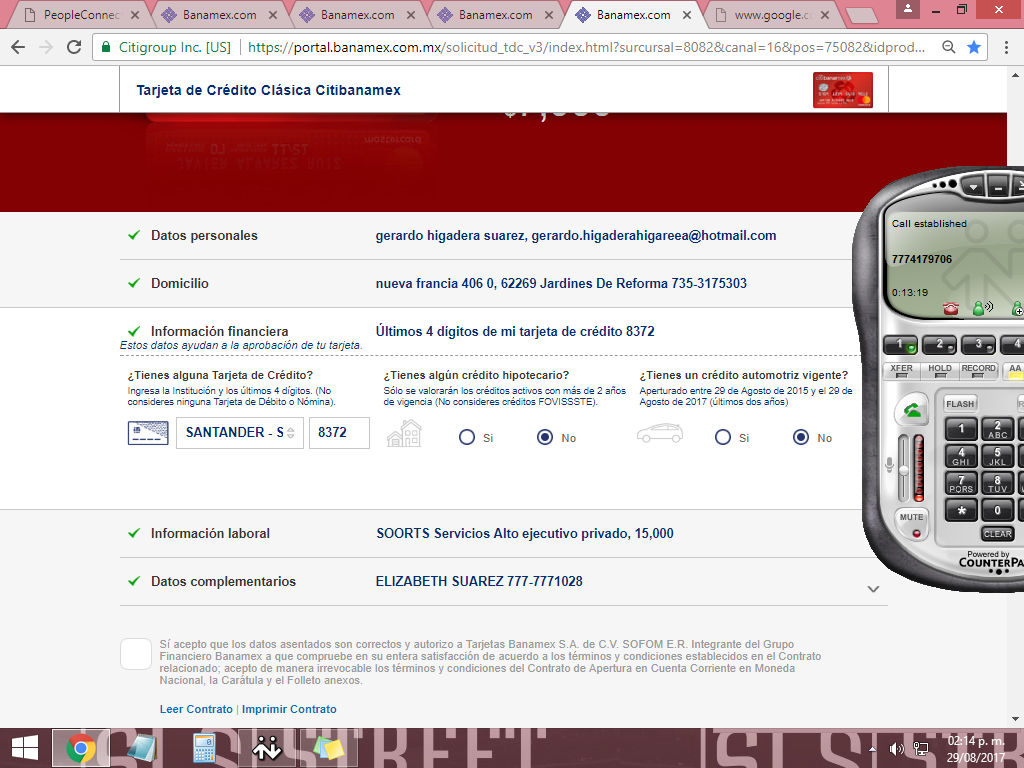 PeopleConnec
Banamex.com
Banamex.com
Banamex.com
Banamex.com
www.google.c
Citigroup Inc. [US]
https://portal.banamex.com.mx/solicitud_tdc_v3/index.html?surcursal=8082&canal=16&pos=75082&idprod...
Tarjeta de Crédito Clásica Citibanamex
Datos personales
gerardo higadera suarez, gerardo.higaderahigareea@hotmail.com
Domicilio
nueva francia 406 0, 62269 Jardines De Reforma 735-3175303
Información financiera
Últimos 4 dígitos de mi tarjeta de crédito 8372
Estos datos ayudan a la aprobación de tu tarjeta.
¿Tienes alguna Tarjeta de Crédito?
Ingresa la Institución y los últimos 4 dígitos. (No
consideres ninguna Tarjeta de Débito o Nómina).
SANTANDER - S
8372
¿Tienes algún crédito hipotecario?
Sólo se valorarán los créditos activos con más de 2 años
de vigencia (No consideres créditos FOVISSSTE).
Si
No
¿Tienes un crédito automotriz vigente?
Aperturado entre 29 de Agosto de 2015 y el 29 de
Agosto de 2017 (últimos dos años)
Si
No
Información laboral
SOORTS Servicios Alto ejecutivo privado, 15,000
Datos complementarios
ELIZABETH SUAREZ 777-7771028
Sí acepto que los datos asentados son correctos y autorizo a Tarjetas Banamex S.A. de C.V. SOFOM E.R. Integrante del Grupo
Financiero Banamex a que compruebe en su entera satisfacción de acuerdo a los términos y condiciones establecidos en el Contrato
relacionado; acepto de manera irrevocable los términos y condiciones del Contrato de Apertura en Cuenta Corriente en Moneda
Nacional, la Carátula y el Folleto anexos.
Leer Contrato | Imprimir Contrato
Call established
7774179706
0:13:19
1 2 3 4
XFER HOLD RECORD AA
FLASH
1 2 ABC
4 GHI 5 JKL
7 PQRS 8 TUV
* 0
MUTE
CLEAR
Powered by
COUNTERPA
02:14 p. m.
29/08/2017